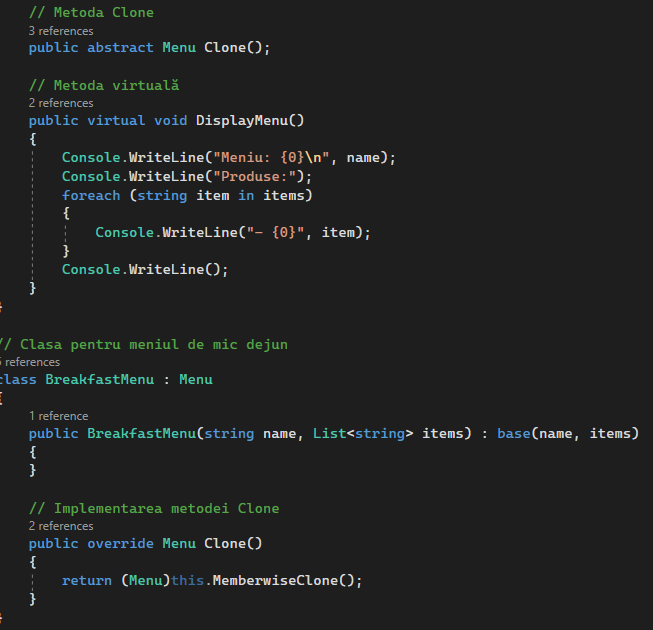 // Metoda Clone
3 references
public abstract Menu Clone();
// Metoda virtuală
2 references
public virtual void DisplayMenu()
{
Console.WriteLine("Meniu: {0}\n", name);
Console.WriteLine("Produse:");
foreach (string item in items)
{
Console.WriteLine("- {0}", item);
}
Console.WriteLine();
}
}
// Clasa pentru meniul de mic dejun
references
class BreakfastMenu : Menu
{
1 reference
public BreakfastMenu(string name, List<string> items) : base(name, items)
{
}
// Implementarea metodei Clone
2 references
public override Menu Clone()
{
return (Menu)this.MemberwiseClone();
}
}